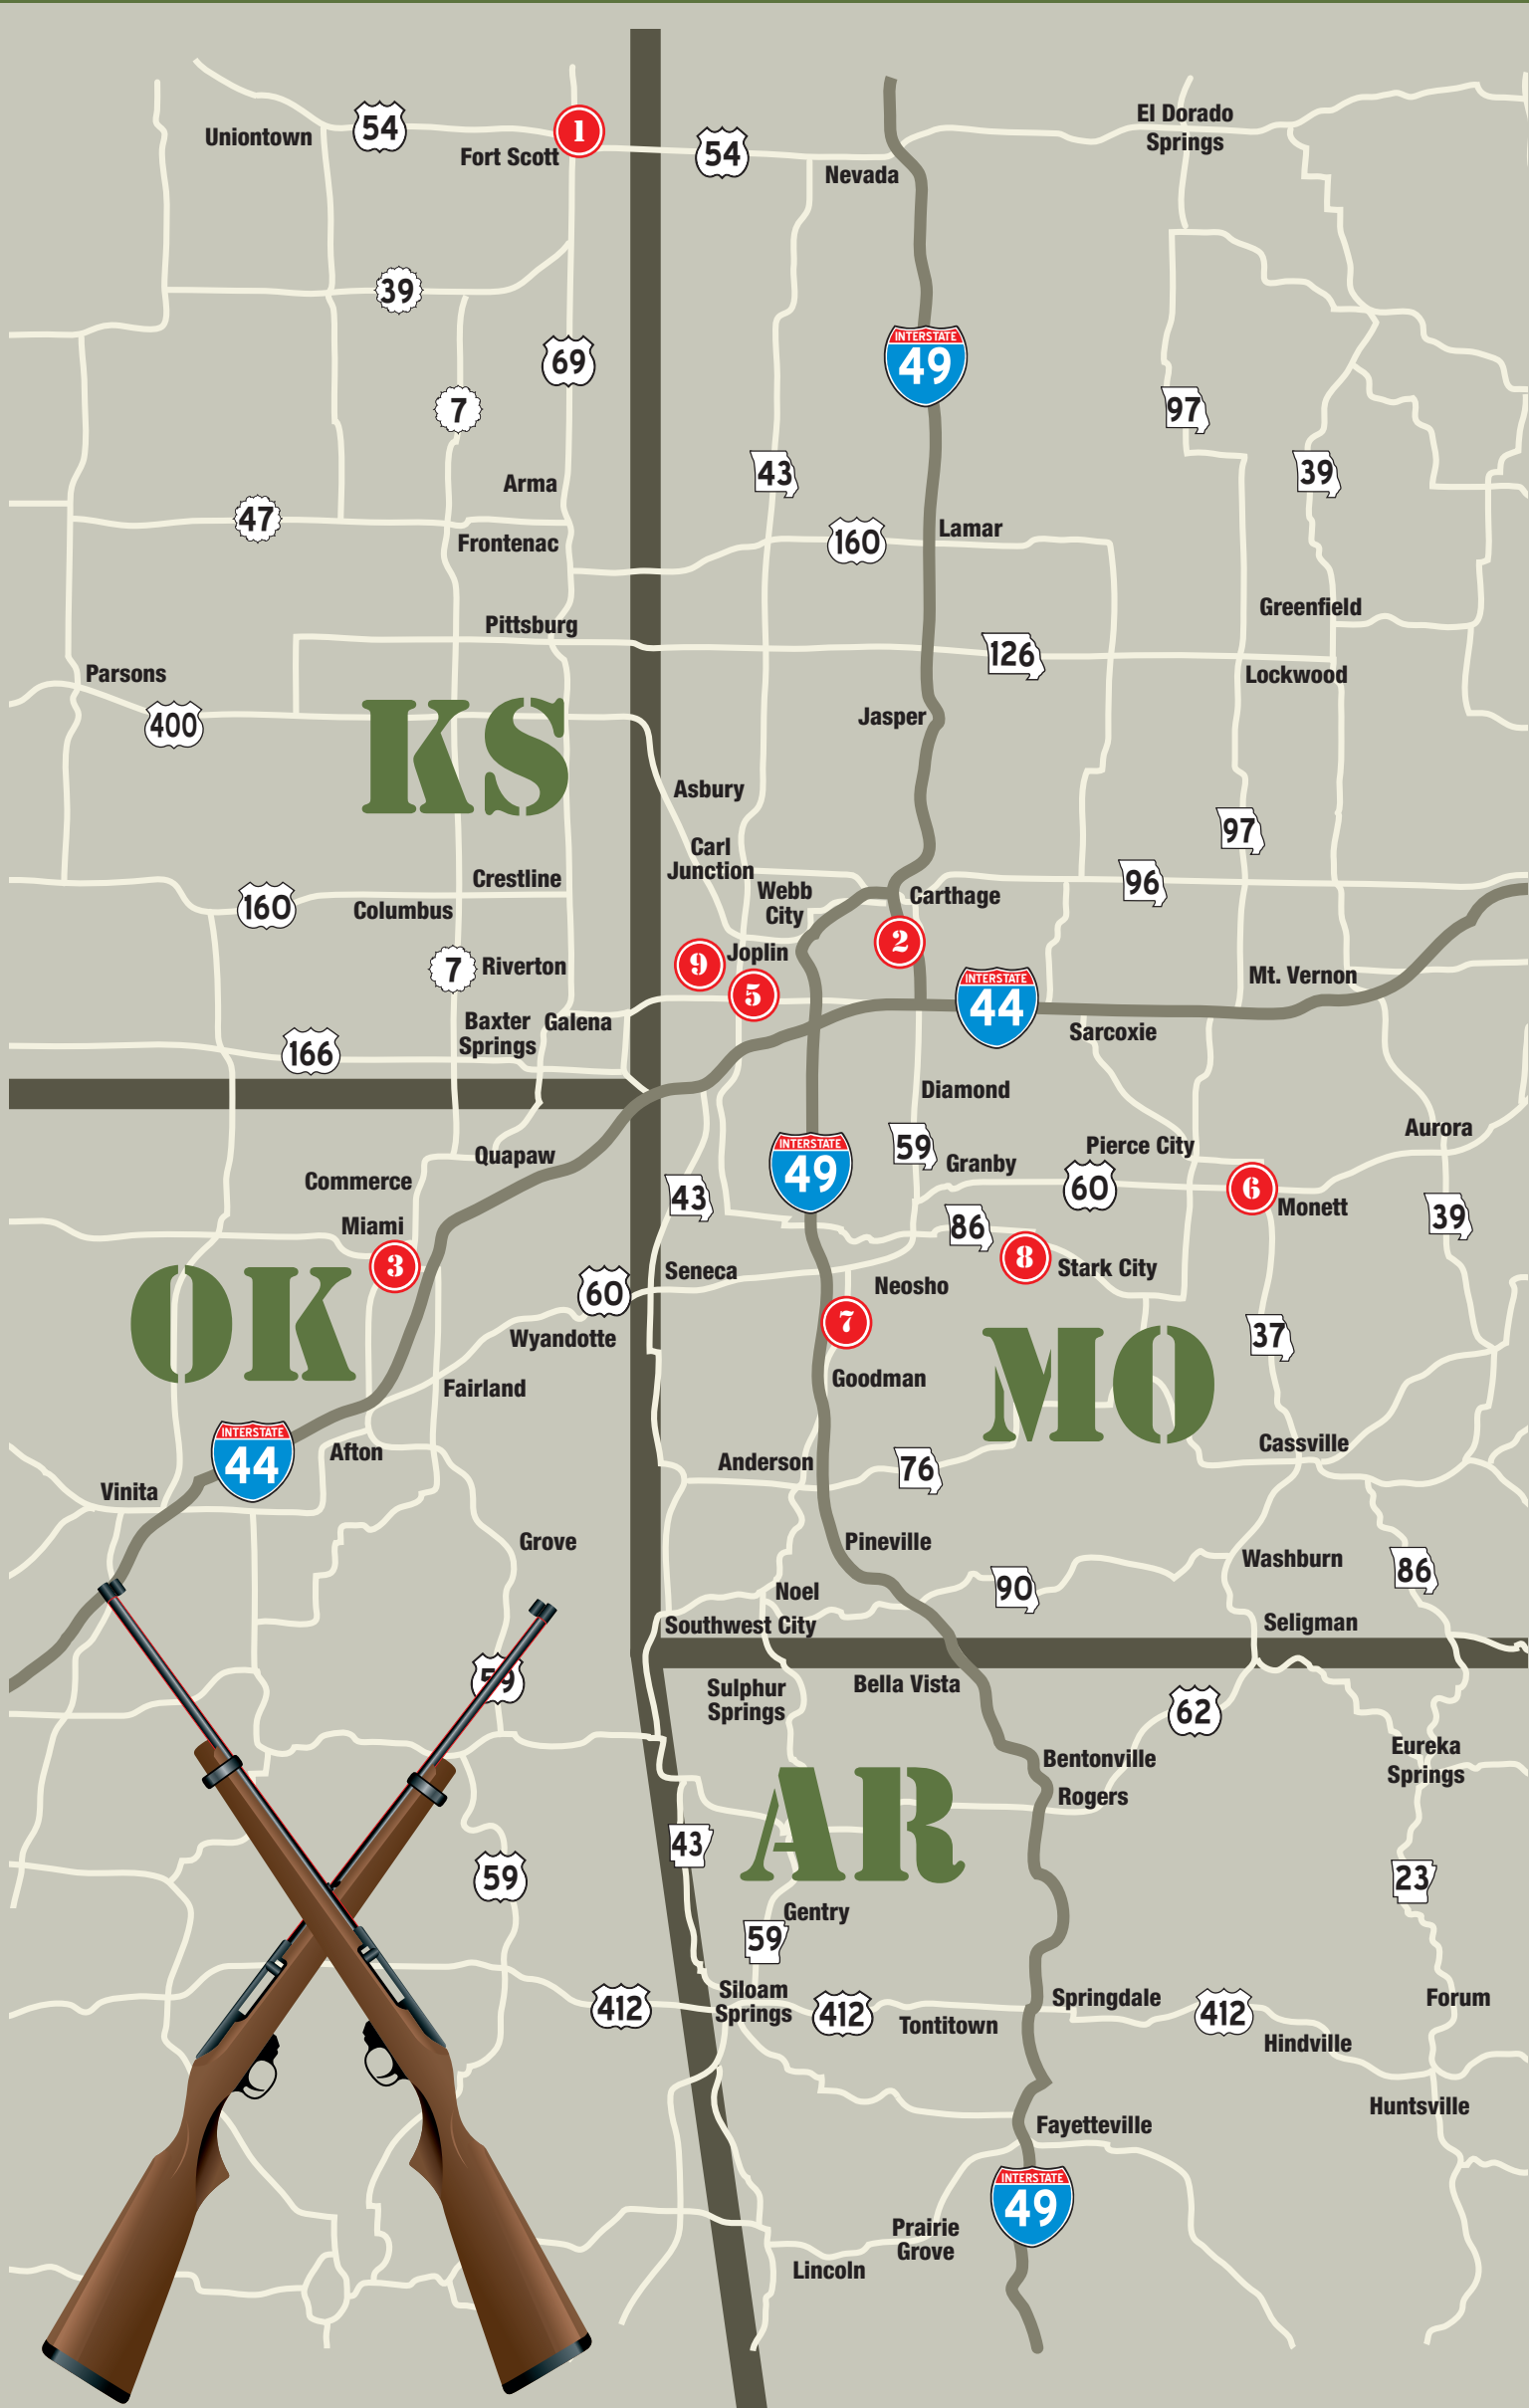 El Dorado
Springs
Uniontown
54
1
Fort Scott
54
Nevada
39
INTERSTATE
49
69
7
97
43
39
Arma
47
Frontenac
160
Lamar
Greenfield
Pittsburg
126
Parsons
Lockwood
400
KS
Jasper
Asbury
97
Carl
Junction
Crestline
96
Webb
City
Carthage
160
Columbus
2
9
Joplin
7
Riverton
5
Mt. Vernon
INTERSTATE
44
Baxter
Springs
Galena
Sarcoxie
166
Diamond
Aurora
59
Pierce City
Quapaw
INTERSTATE
49
Granby
Commerce
43
60
6
Monett
39
Miami
86
3
8
Stark City
OK
Seneca
60
Neosho
7
Wyandotte
37
MO
Goodman
Fairland
INTERSTATE
44
Afton
Cassville
Anderson
76
Vinita
Grove
Pineville
Washburn
86
Noel
90
Southwest City
Seligman
59
Sulphur
Springs
Bella Vista
62
Bentonville
Eureka
Springs
Rogers
AR
43
59
23
Gentry
59
Siloam
Springs
412
412
Tontitown
Springdale
412
Forum
Hindville
Huntsville
Fayetteville
INTERSTATE
49
Prairie
Grove
Lincoln